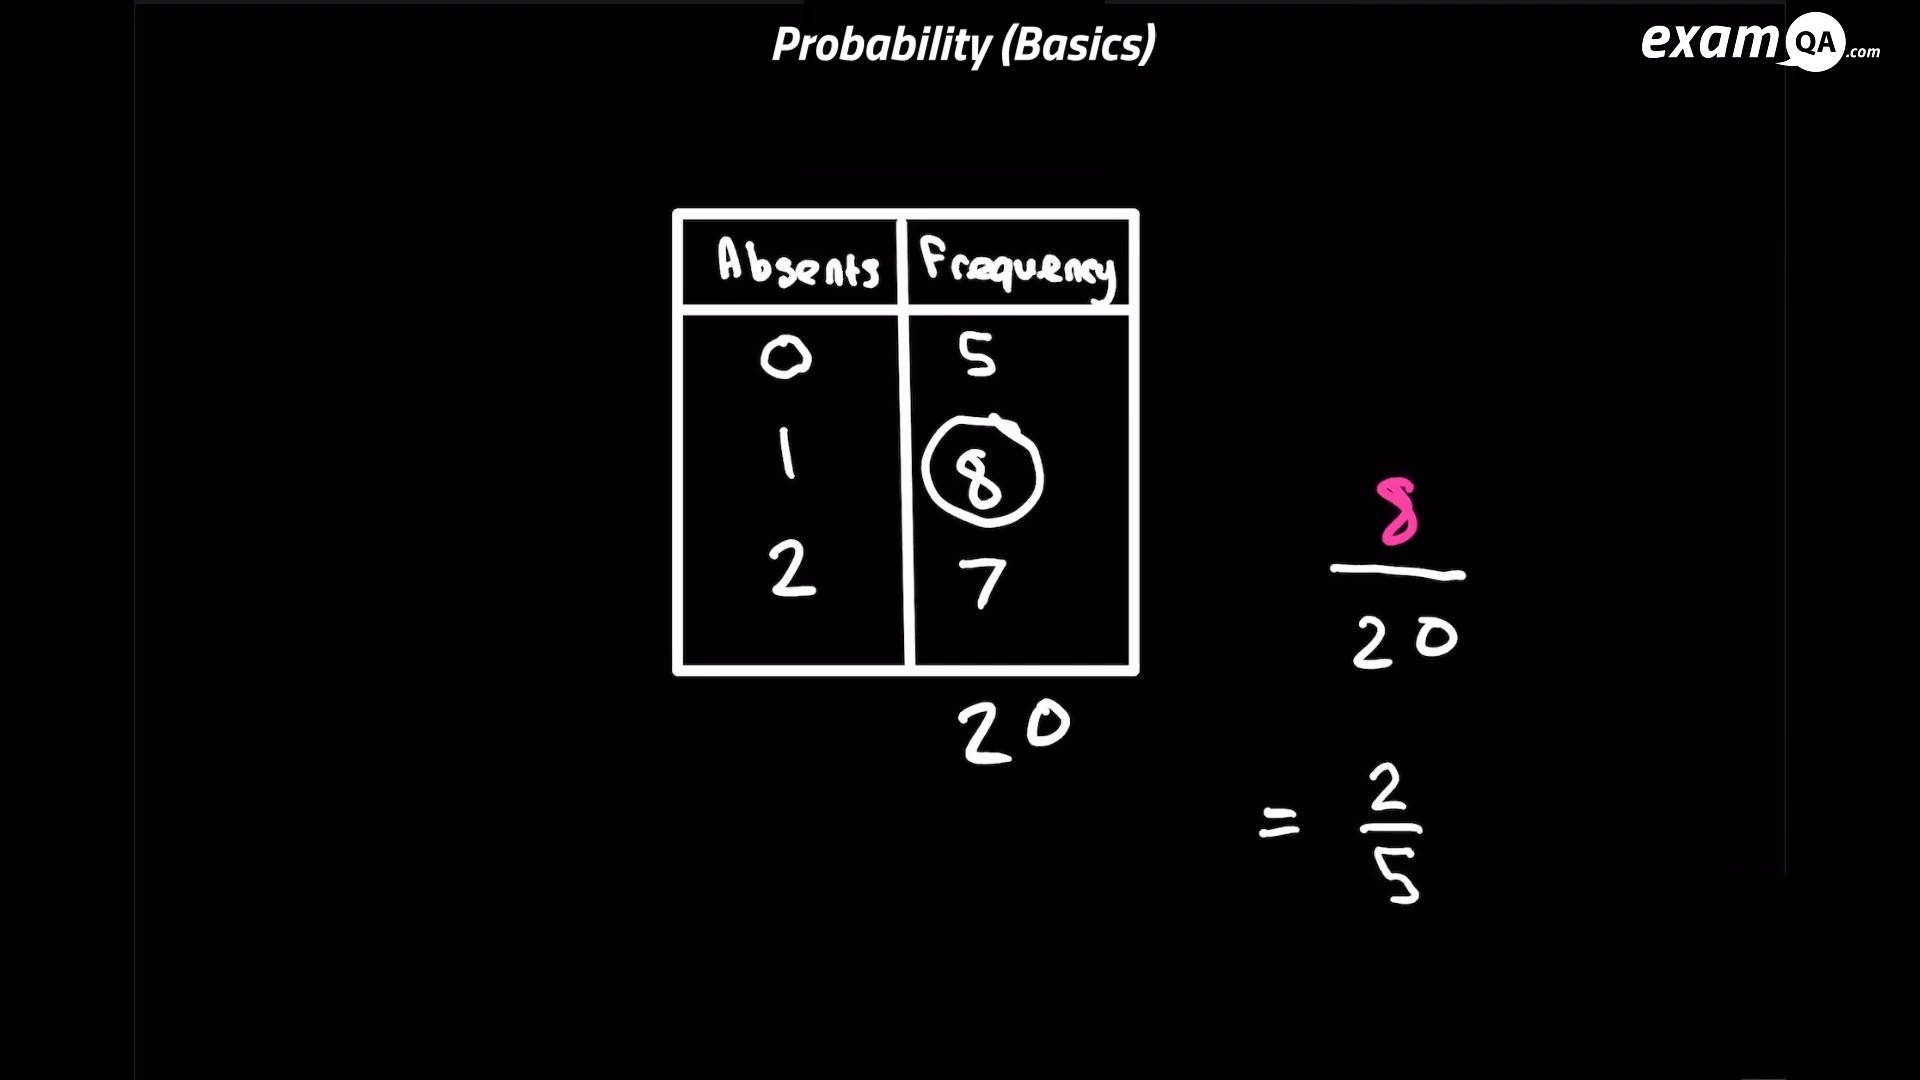 Probability (Basics)
examQA.com
Absents Frequency
0 5
1 8
2 7
20
8
20
= 2
5